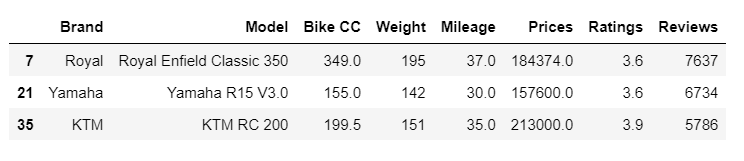 Brand Model Bike CC Weight Mileage Prices Ratings Reviews
7 Royal Royal Enfield Classic 350 349.0 195 37.0 184374.0 3.6 7637
21 Yamaha Yamaha R15 V3.0 155.0 142 30.0 157600.0 3.6 6734
35 KTM KTM RC 200 199.5 151 35.0 213000.0 3.9 5786